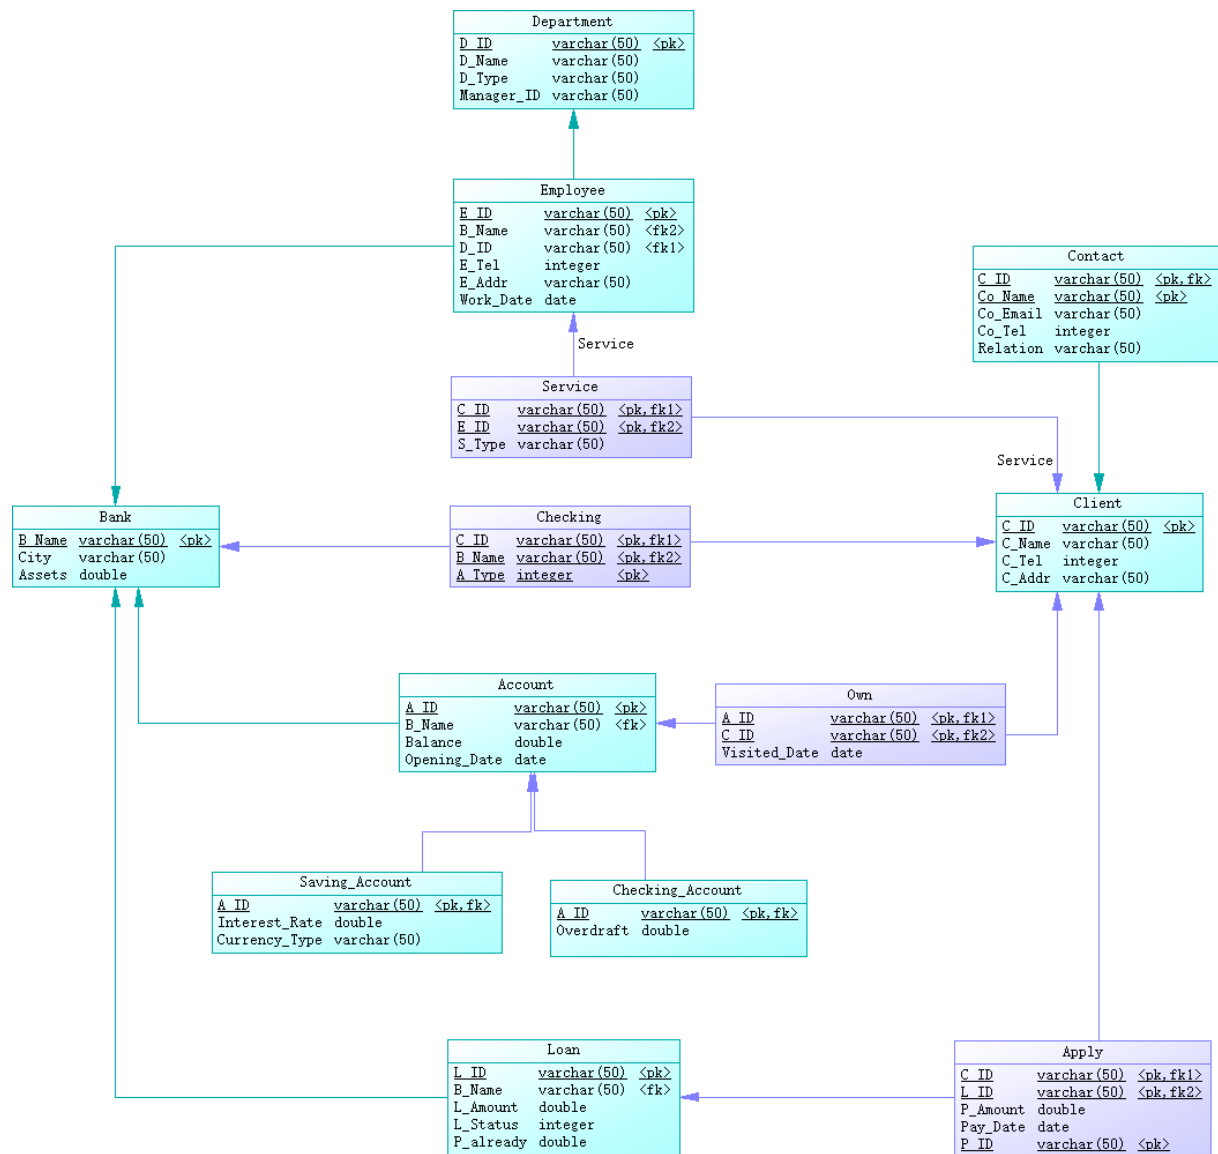 Department
D_ID varchar(50) <pk>
D_Name varchar(50)
D_Type varchar(50)
Manager_ID varchar(50)
Employee
E_ID varchar(50) <pk>
B_Name varchar(50) <fk2>
D_ID varchar(50) <fk1>
E_Tel integer
E_Addr varchar(50)
Work_Date date
Contact
C_ID varchar(50) <pk,fk>
Co_Name varchar(50) <pk>
Co_Email varchar(50)
Co_Tel integer
Relation varchar(50)
Service
Service
C_ID varchar(50) <pk,fk1>
E_ID varchar(50) <pk,fk2>
S_Type varchar(50)
Service
Bank
B_Name varchar(50) <pk>
City varchar(50)
Assets double
Checking
C_ID varchar(50) <pk,fk1>
B_Name varchar(50) <pk,fk2>
A_Type integer <pk>
Client
C_ID varchar(50) <pk>
C_Name varchar(50)
C_Tel integer
C_Addr varchar(50)
Account
A_ID varchar(50) <pk>
B_Name varchar(50) <fk>
Balance double
Opening_Date date
Own
A_ID varchar(50) <pk,fk1>
C_ID varchar(50) <pk,fk2>
Visited_Date date
Saving_Account
A_ID varchar(50) <pk,fk>
Interest_Rate double
Currency_Type varchar(50)
Checking_Account
A_ID varchar(50) <pk,fk>
Overdraft double
Loan
L_ID varchar(50) <pk>
B_Name varchar(50) <fk>
L_Amount double
L_Status integer
P_already double
Apply
C_ID varchar(50) <pk,fk1>
L_ID varchar(50) <pk,fk2>
P_Amount double
Pay_Date date
P_ID varchar(50) <pk>